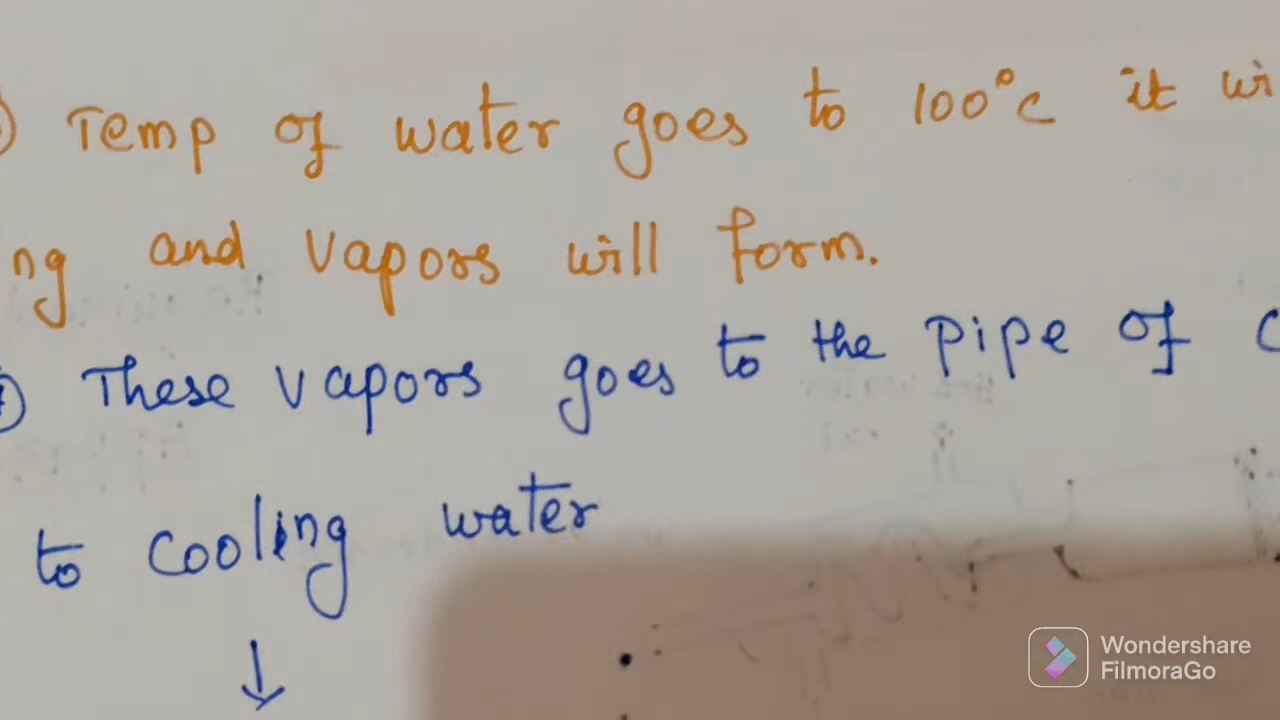 ) Temp of water goes to 100°c it wi
ng and vapors will form.
) These vapors goes to the pipe of C
to cooling water
↓
Wondershare
FilmoraGo